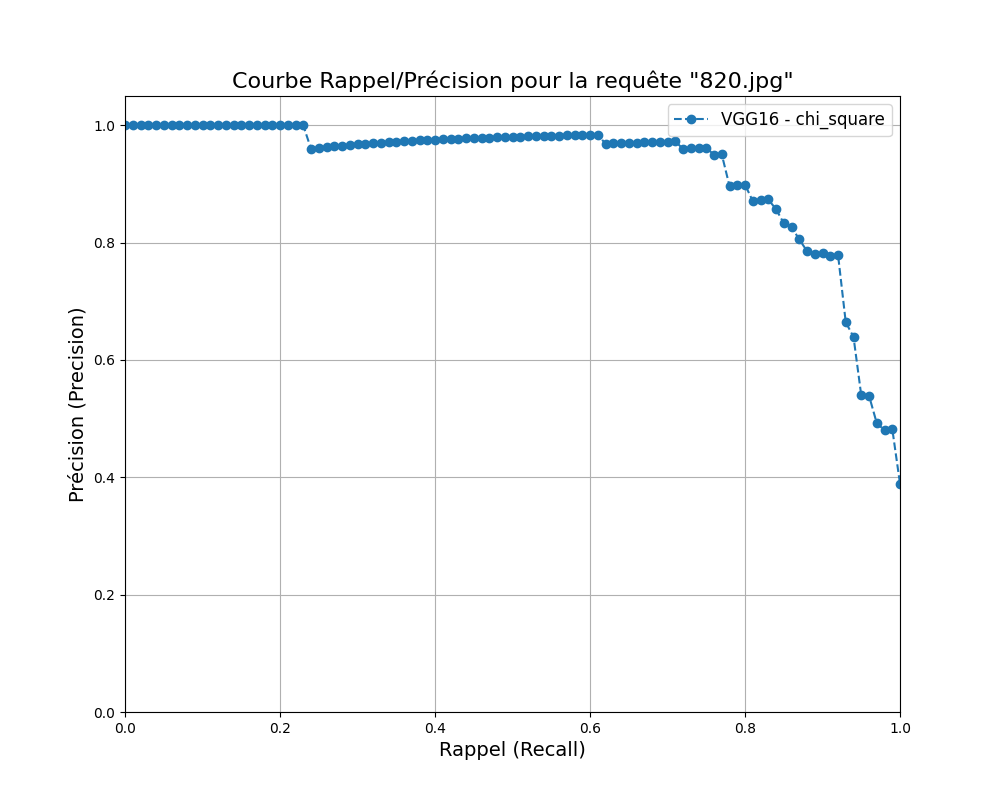 Courbe Rappel/Précision pour la requête "820.jpg"
VGG16 - chi_square
Précision (Precision)
1.0
0.8
0.6
0.4
0.2
0.0
0.0 0.2 0.4 0.6 0.8 1.0
Rappel (Recall)